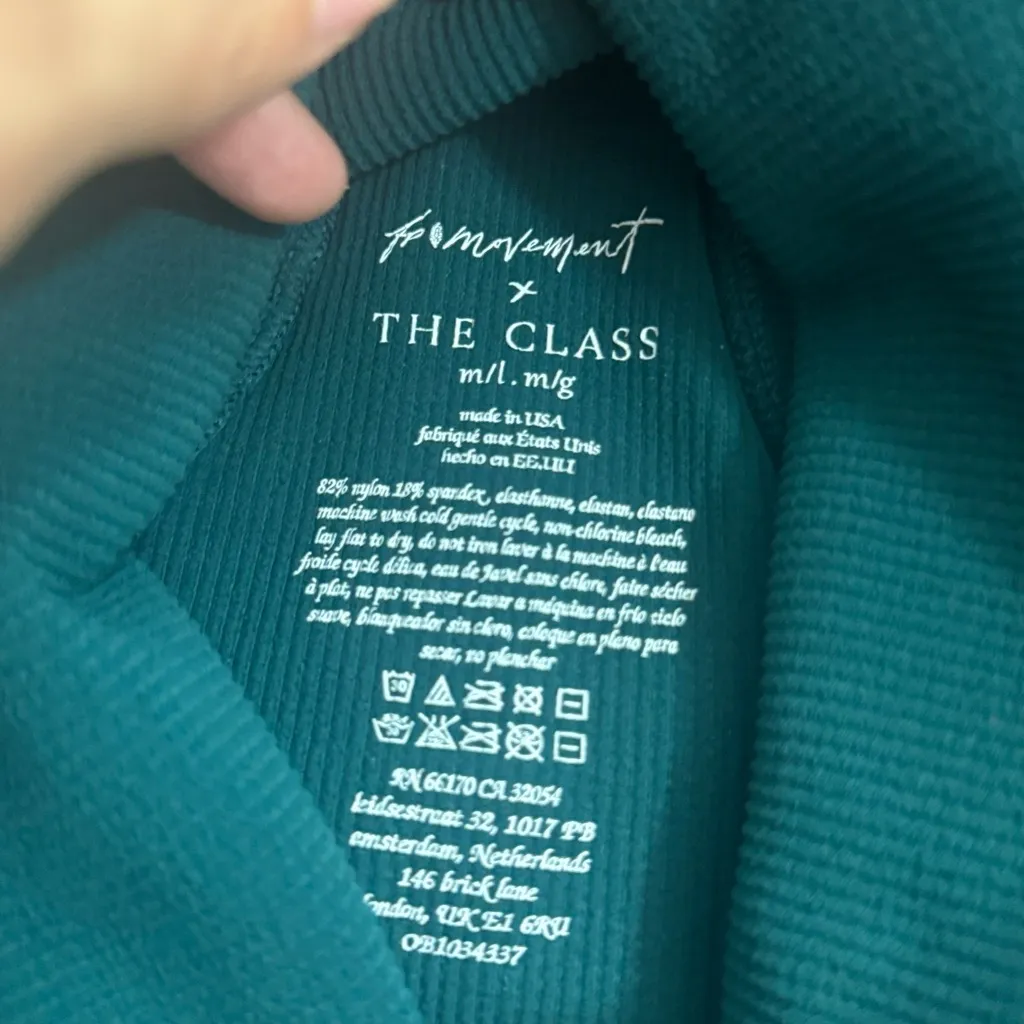 fp movement
x
THE CLASS
m/l . m/g
made in USA
fabriqué aux États Unis
hecho en EE.UU
82% nylon 18% spandex, elasthanne, elastan, elastano
machine wash cold gentle cycle, non-chlorine bleach,
lay flat to dry, do not iron laver à la machine à l'eau
froide cycle délica, eau de Javel sans chlore, faire sécher
à plat, ne pas repasser Lavar a máquina en frío ciclo
suave, blanqueador sin cloro, coloque en plano para
secar, no planchar
30
30
RN 66170 CA 32054
leidsestraat 32, 1017 PB
amsterdam, Netherlands
146 brick lane
london, UK E1 6RU
OB1034337